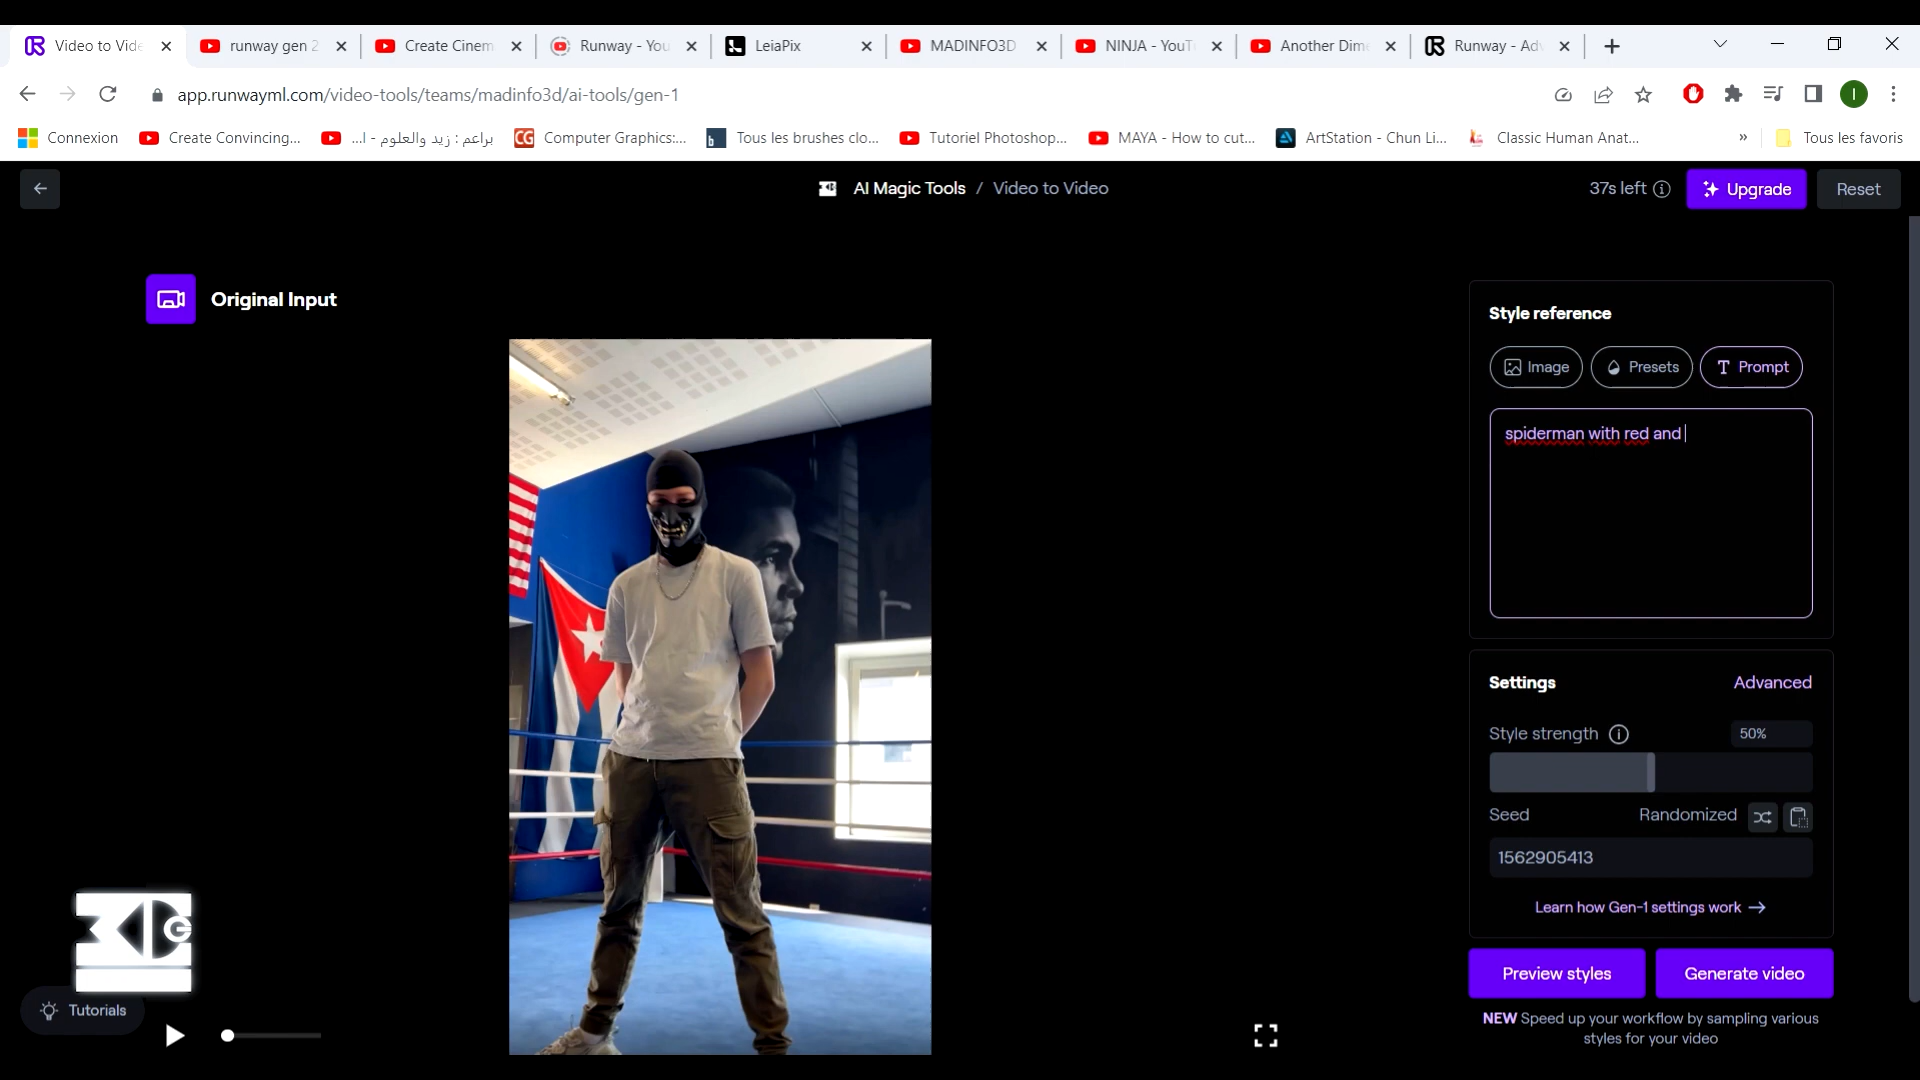 Video to Vide
runway gen 2
Create Cinem
Runway - You
LeiaPix
MADINFO3D
NINJA - YouT
Another Dim
Runway - Adv
app.runwayml.com/video-tools/teams/madinfo3d/ai-tools/gen-1
I
Connexion
Create Convincing...
براعم : زيد والعلوم - ا...
CG
Computer Graphics:...
b
Tous les brushes clo...
Tutoriel Photoshop...
MAYA - How to cut...
ArtStation - Chun Li...
Classic Human Anat...
»
Tous les favoris
AI Magic Tools / Video to Video
37s left
Upgrade
Reset
Original Input
Style reference
Image
Presets
Prompt
spiderman with red and
Settings
Advanced
Style strength
50%
Seed
Randomized
1562905413
Learn how Gen-1 settings work
Preview styles
Generate video
NEW Speed up your workflow by sampling various
styles for your video
Tutorials